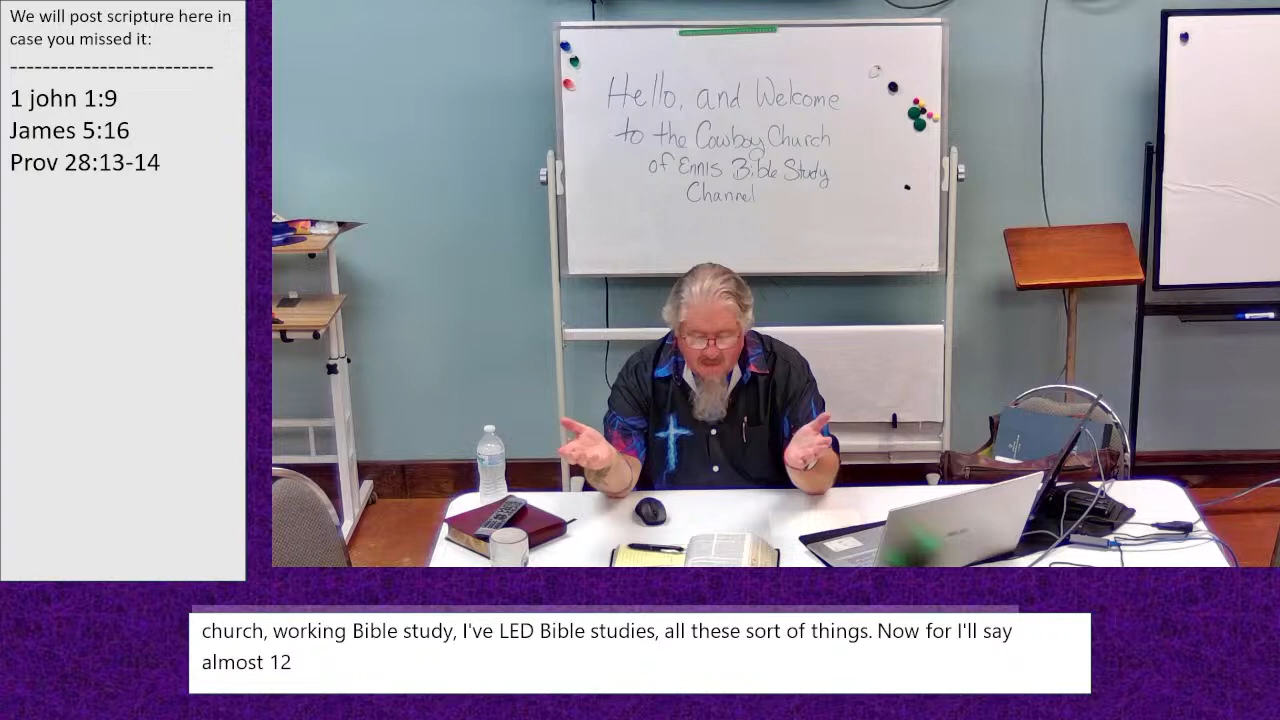 We will post scripture here in
case you missed it:
-------------------------
1 john 1:9
James 5:16
Prov 28:13-14
Hello, and Welcome
to the Cowboy Church
of Ennis Bible Study
Channel
church, working Bible study, I've LED Bible studies, all these sort of things. Now for I'll say
almost 12